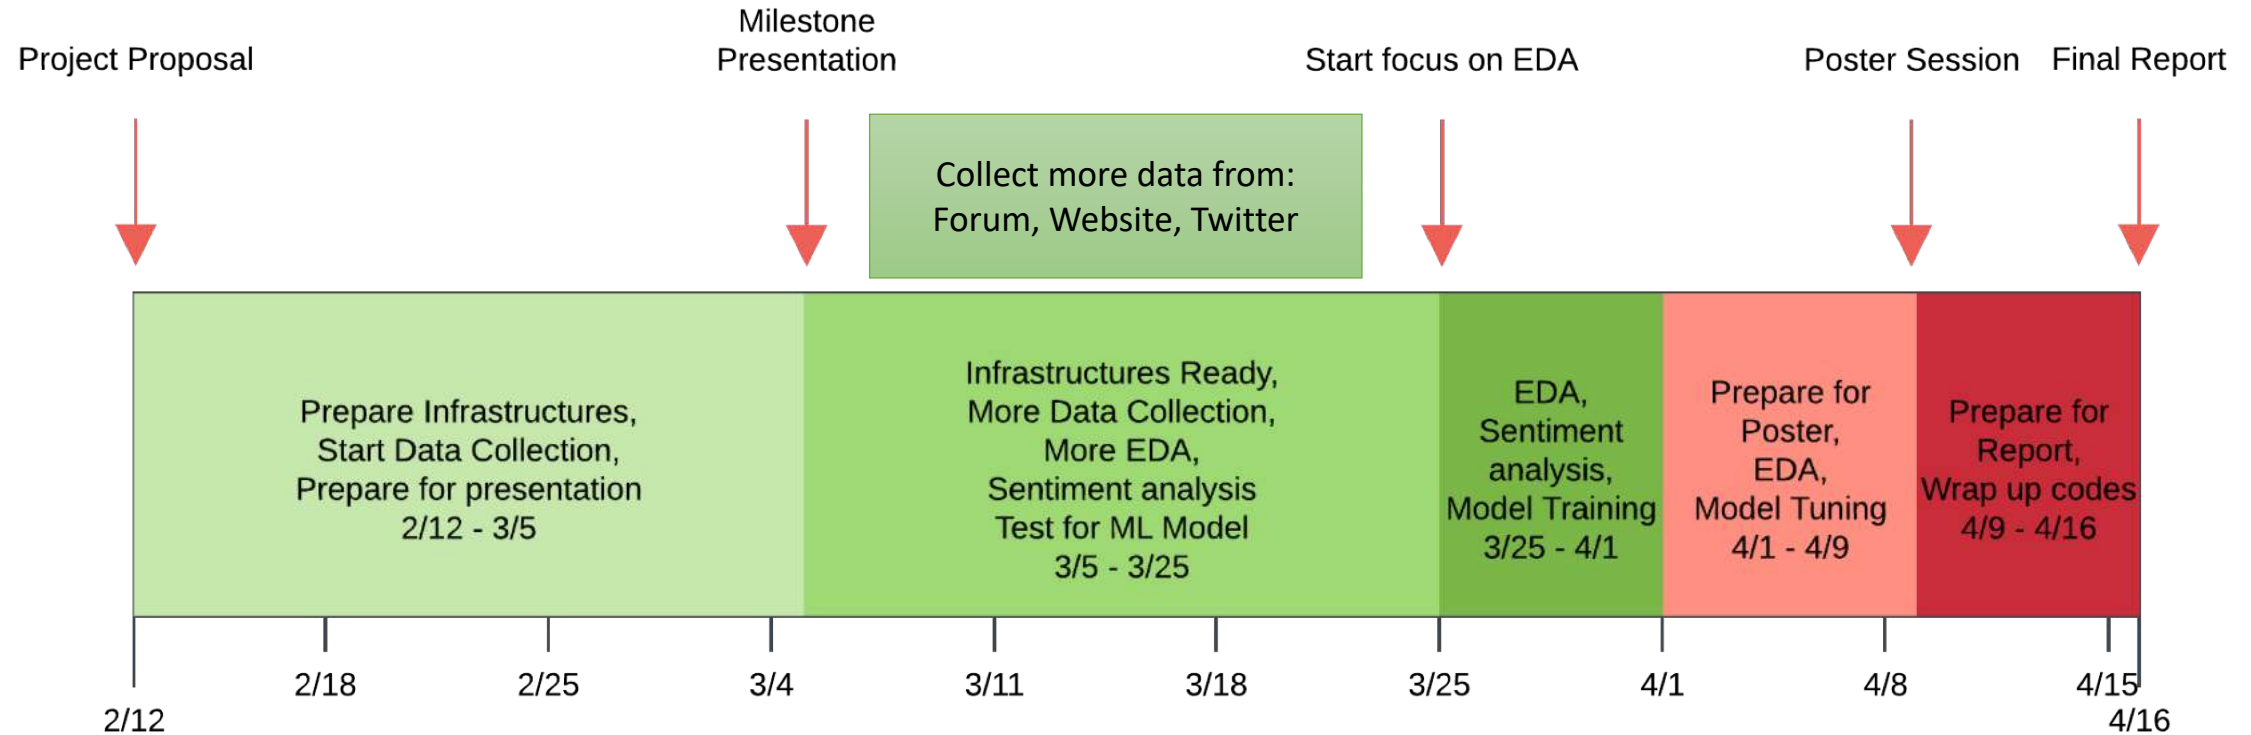 Project Proposal
Milestone
Presentation
Start focus on EDA
Poster Session
Final Report
Collect more data from:
Forum, Website, Twitter
Prepare Infrastructures,
Start Data Collection,
Prepare for presentation
2/12 - 3/5
Infrastructures Ready,
More Data Collection,
More EDA,
Sentiment analysis
Test for ML Model
3/5 - 3/25
EDA,
Sentiment
analysis,
Model Training
3/25 - 4/1
Prepare for
Poster,
EDA,
Model Tuning
4/1 - 4/9
Prepare for
Report,
Wrap up codes
4/9 - 4/16
2/12
2/18
2/25
3/4
3/11
3/18
3/25
4/1
4/8
4/15
4/16